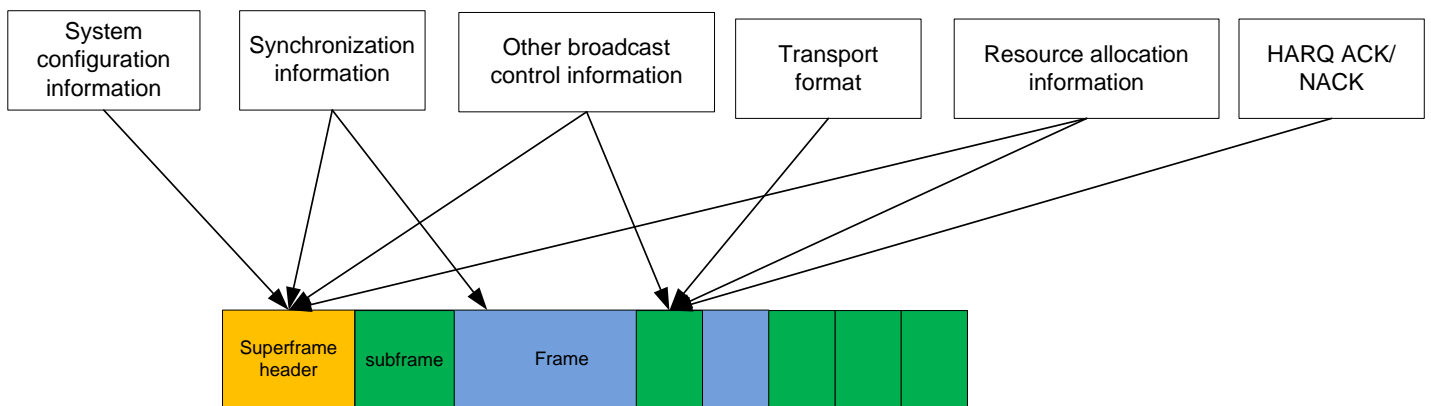 System
configuration
information
Synchronization
information
Other broadcast
control information
Transport
format
Resource allocation
information
HARQ ACK/
NACK
Superframe
header
subframe
Frame